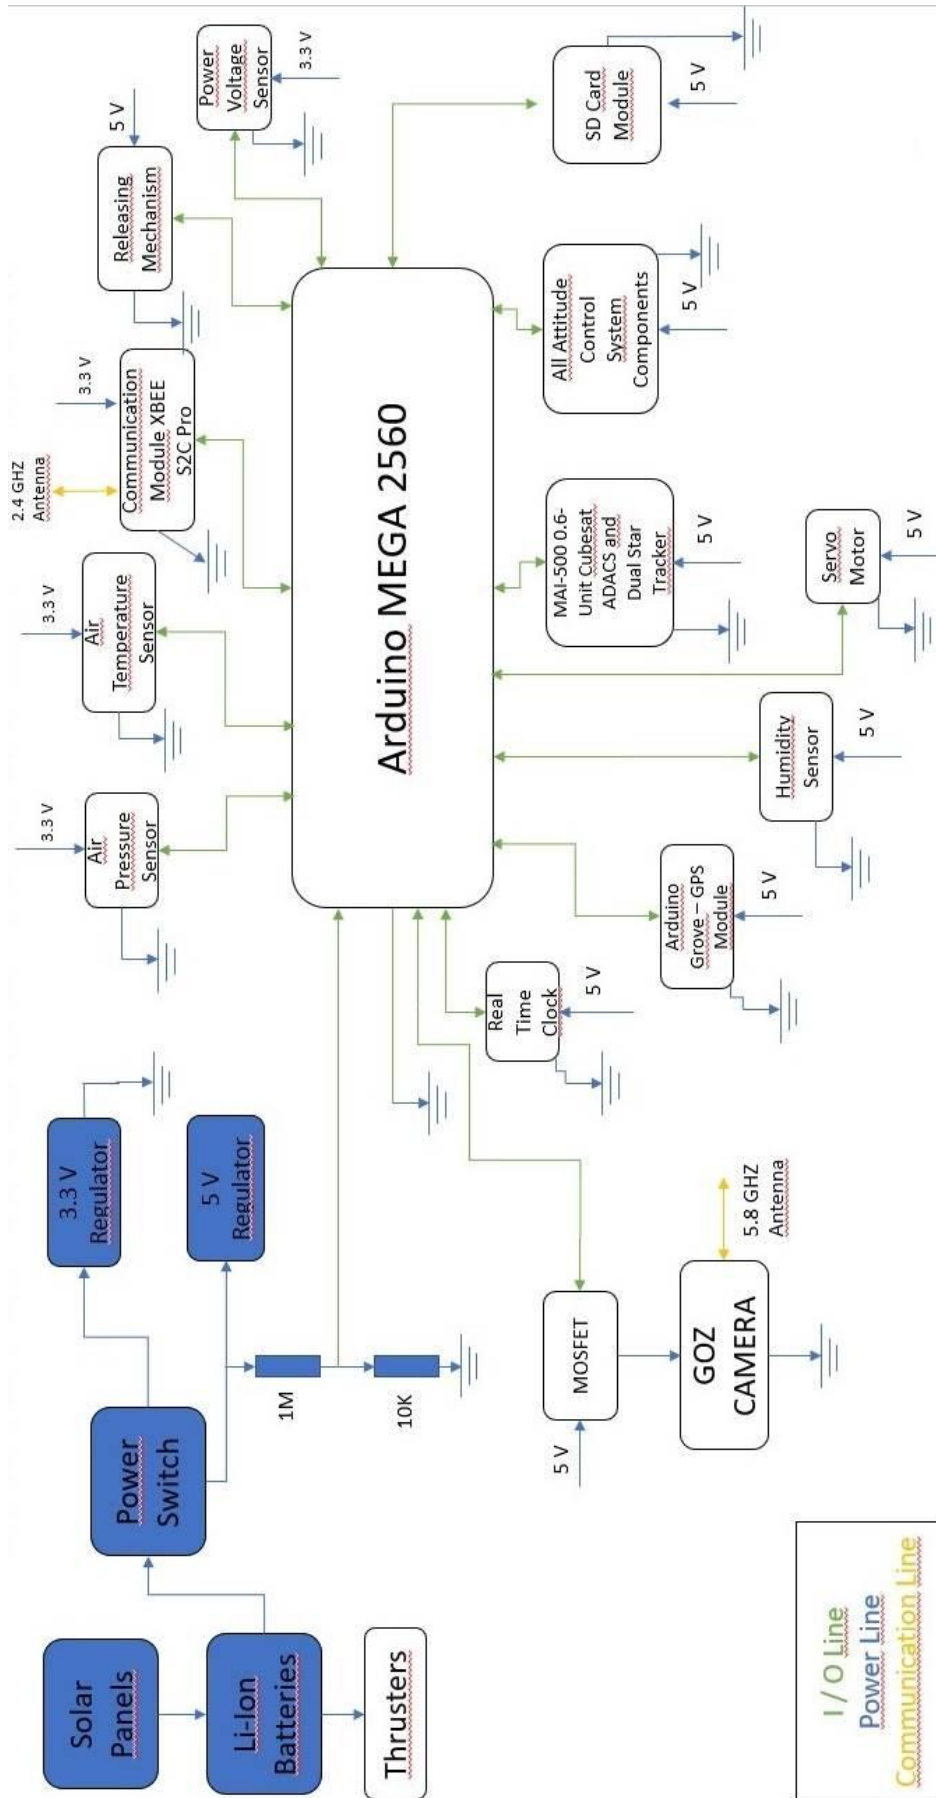 Solar
Panels
Li-Ion
Batteries
Thrusters
Power
Switch
3.3 V
Regulator
5 V
Regulator
1M
10K
3.3 V
Air
Pressure
Sensor
3.3 V
Air
Temperature
Sensor
2.4 GHZ
Antenna
3.3 V
Communication
Module XBEE
S2C Pro
5 V
Releasing
Mechanism
Power
Voltage
Sensor
3.3 V
Arduino MEGA 2560
5 V
MOSFET
GOZ
CAMERA
5.8 GHZ
Antenna
Real
Time
Clock
5 V
Arduino
Grove – GPS
Module
5 V
Humidity
Sensor
5 V
MAI-500 0.6-
Unit Cubesat
ADACS and
Dual Star
Tracker
5 V
Servo
Motor
5 V
All Attitude
Control
System
Components
5 V
SD Card
Module
5 V
I / O Line
Power Line
Communication Line